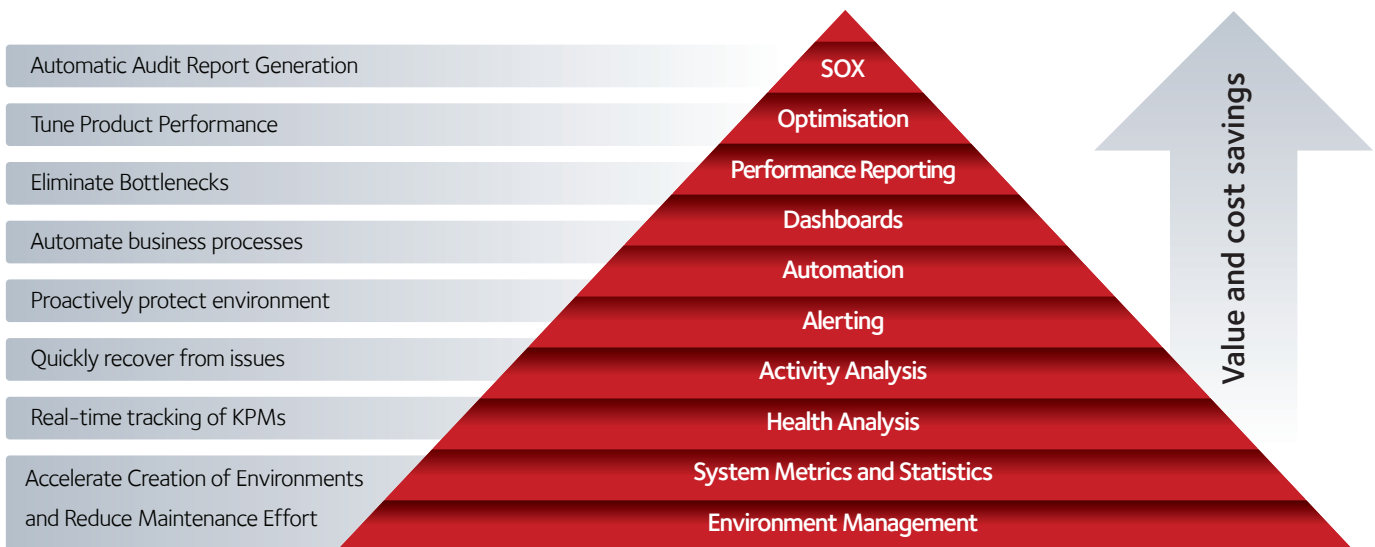 Automatic Audit Report Generation
Tune Product Performance
Eliminate Bottlenecks
Automate business processes
Proactively protect environment
Quickly recover from issues
Real-time tracking of KPMs
Accelerate Creation of Environments
and Reduce Maintenance Effort
SOX
Optimisation
Performance Reporting
Dashboards
Automation
Alerting
Activity Analysis
Health Analysis
System Metrics and Statistics
Environment Management
Value and cost savings